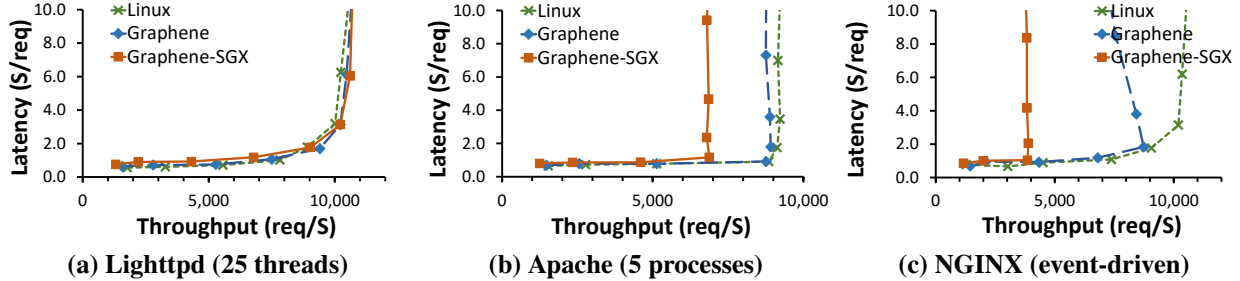 10.0
8.0
6.0
4.0
2.0
0.0
Latency (S/req)
Linux
Graphene
Graphene-SGX
0
5,000
10,000
Throughput (req/S)
(a) Lighttpd (25 threads)
10.0
8.0
6.0
4.0
2.0
0.0
Latency (S/req)
Linux
Graphene
Graphene-SGX
0
5,000
10,000
Throughput (req/S)
(b) Apache (5 processes)
10.0
8.0
6.0
4.0
2.0
0.0
Latency (S/req)
Linux
Graphene
Graphene-SGX
0
5,000
10,000
Throughput (req/S)
(c) NGINX (event-driven)